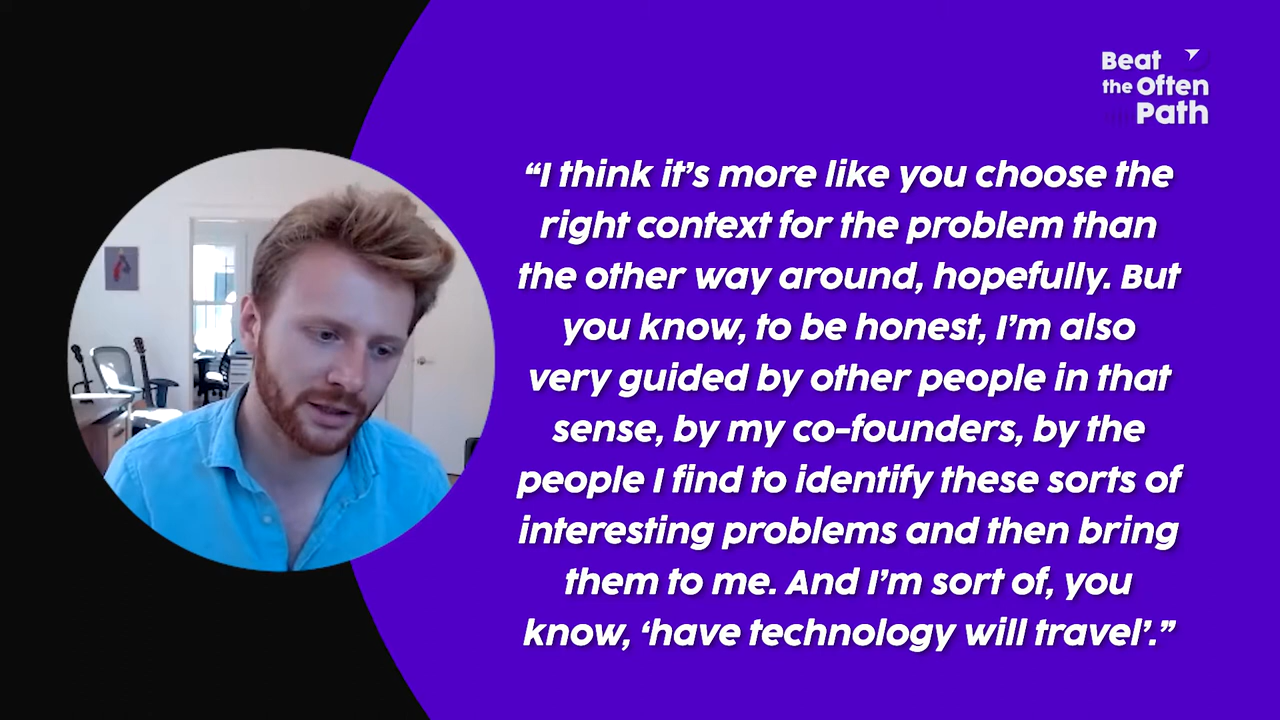 Beat
the Often
Path
“I think it’s more like you choose the
right context for the problem than
the other way around, hopefully. But
you know, to be honest, I’m also
very guided by other people in that
sense, by my co-founders, by the
people I find to identify these sorts of
interesting problems and then bring
them to me. And I’m sort of, you
know, ‘have technology will travel’.”